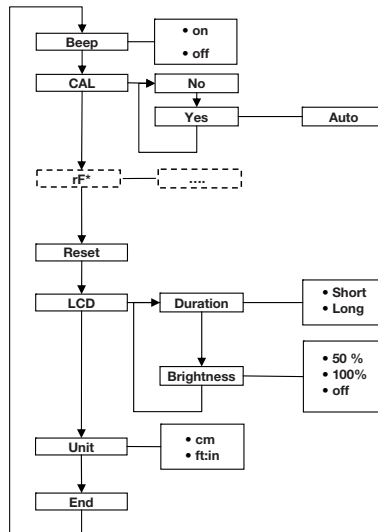 Beep
• on
• off
CAL
No
Yes
Auto
rF*
....
Reset
LCD
Duration
• Short
• Long
Brightness
• 50 %
• 100%
• off
Unit
• cm
• ft:in
End